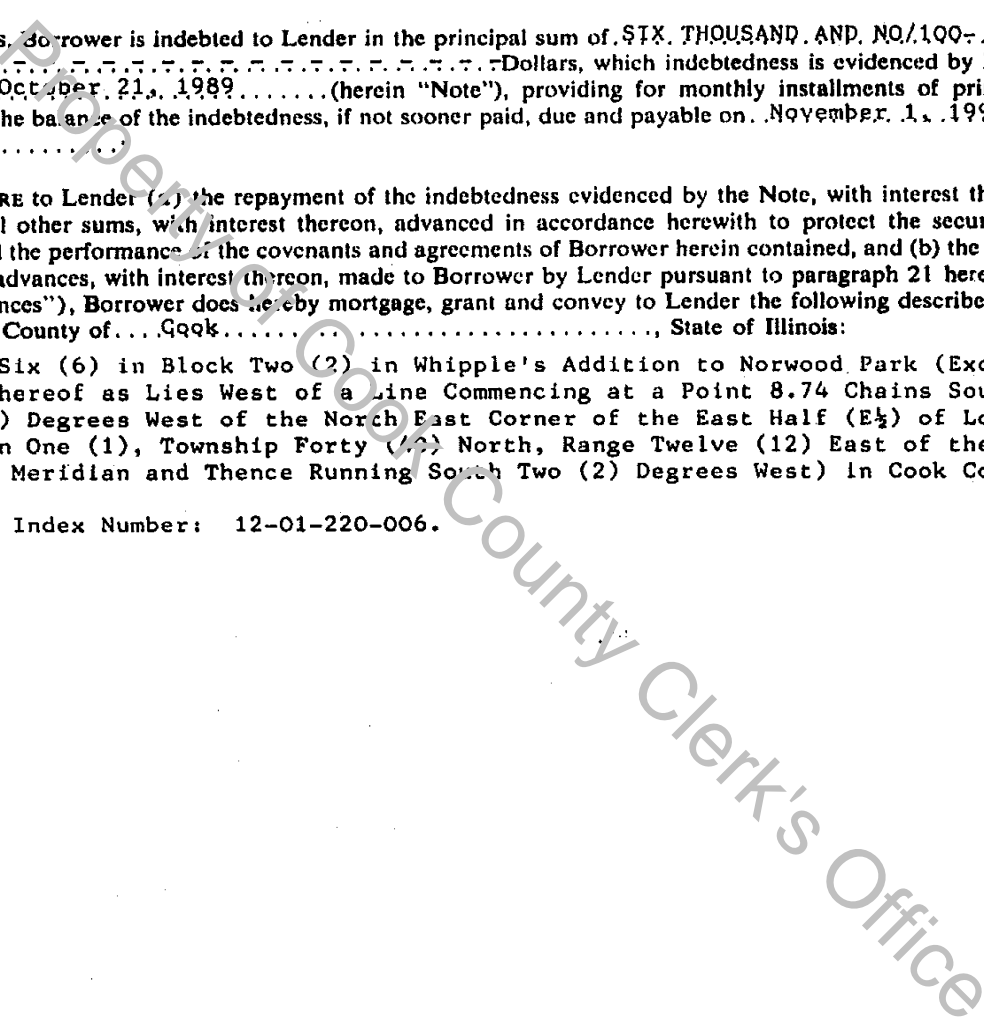 s, Borrower is indebted to Lender in the principal sum of. SIX. THOUSAND. AND. NO/100-.
.-.-.-.-.-.-.-.-.-.-.-.-.-.-.-.-.-.-Dollars, which indebtedness is evidenced by
October 21, 1989.......(herein "Note"), providing for monthly installments of pri
he balance of the indebtedness, if not sooner paid, due and payable on. .November. 1,. .199
..........
RE to Lender (a) the repayment of the indebtedness evidenced by the Note, with interest th
l other sums, with interest thereon, advanced in accordance herewith to protect the secur
l the performance of the covenants and agreements of Borrower herein contained, and (b) the
advances, with interest thereon, made to Borrower by Lender pursuant to paragraph 21 here
nces"), Borrower does hereby mortgage, grant and convey to Lender the following describe
County of....Cook..................................., State of Illinois:
Six (6) in Block Two (2) in Whipple's Addition to Norwood Park (Exc
hereof as Lies West of a Line Commencing at a Point 8.74 Chains Sou
) Degrees West of the North East Corner of the East Half (E½) of Lo
n One (1), Township Forty (40) North, Range Twelve (12) East of the
Meridian and Thence Running South Two (2) Degrees West) in Cook Co
Index Number: 12-01-220-006.
Property of Cook County Clerk's Office